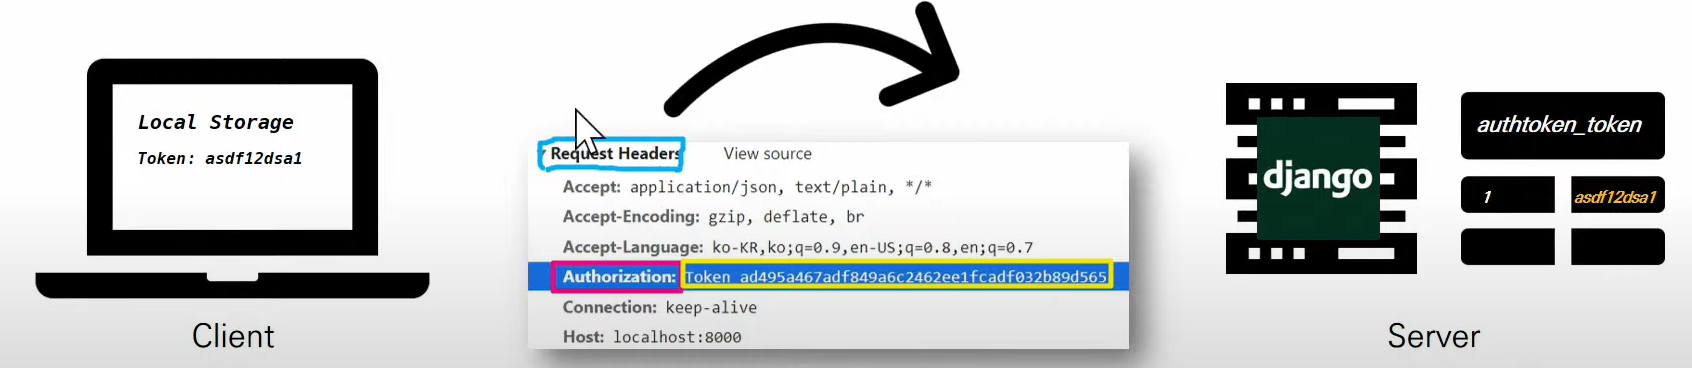 Local Storage
Token: asdf12dsa1
Client
Request Headers View source
Accept: application/json, text/plain, */*
Accept-Encoding: gzip, deflate, br
Accept-Language: ko-KR,ko;q=0.9,en-US;q=0.8,en;q=0.7
Authorization: Token ad495a467adf849a6c2462ee1fcadf032b89d565
Connection: keep-alive
Host: localhost:8000
django
authtoken_token
1 asdf12dsa1
Server